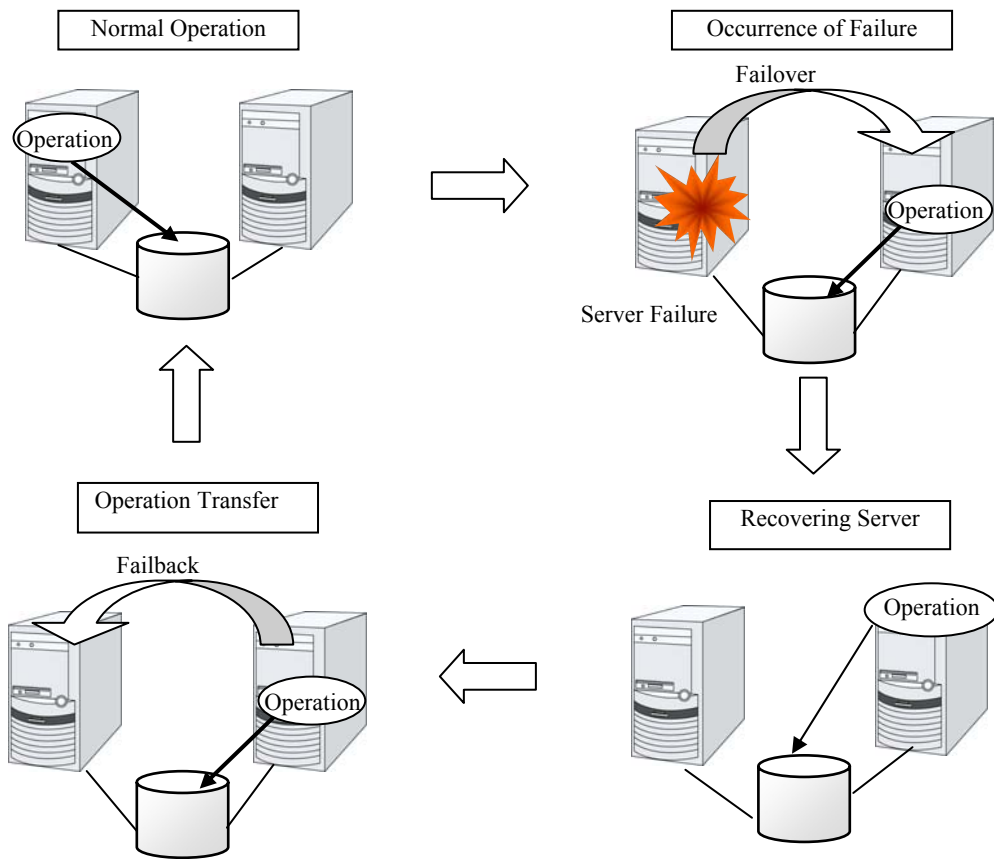 Normal Operation
Operation
Occurrence of Failure
Failover
Operation
Server Failure
Operation Transfer
Failback
Operation
Recovering Server
Operation